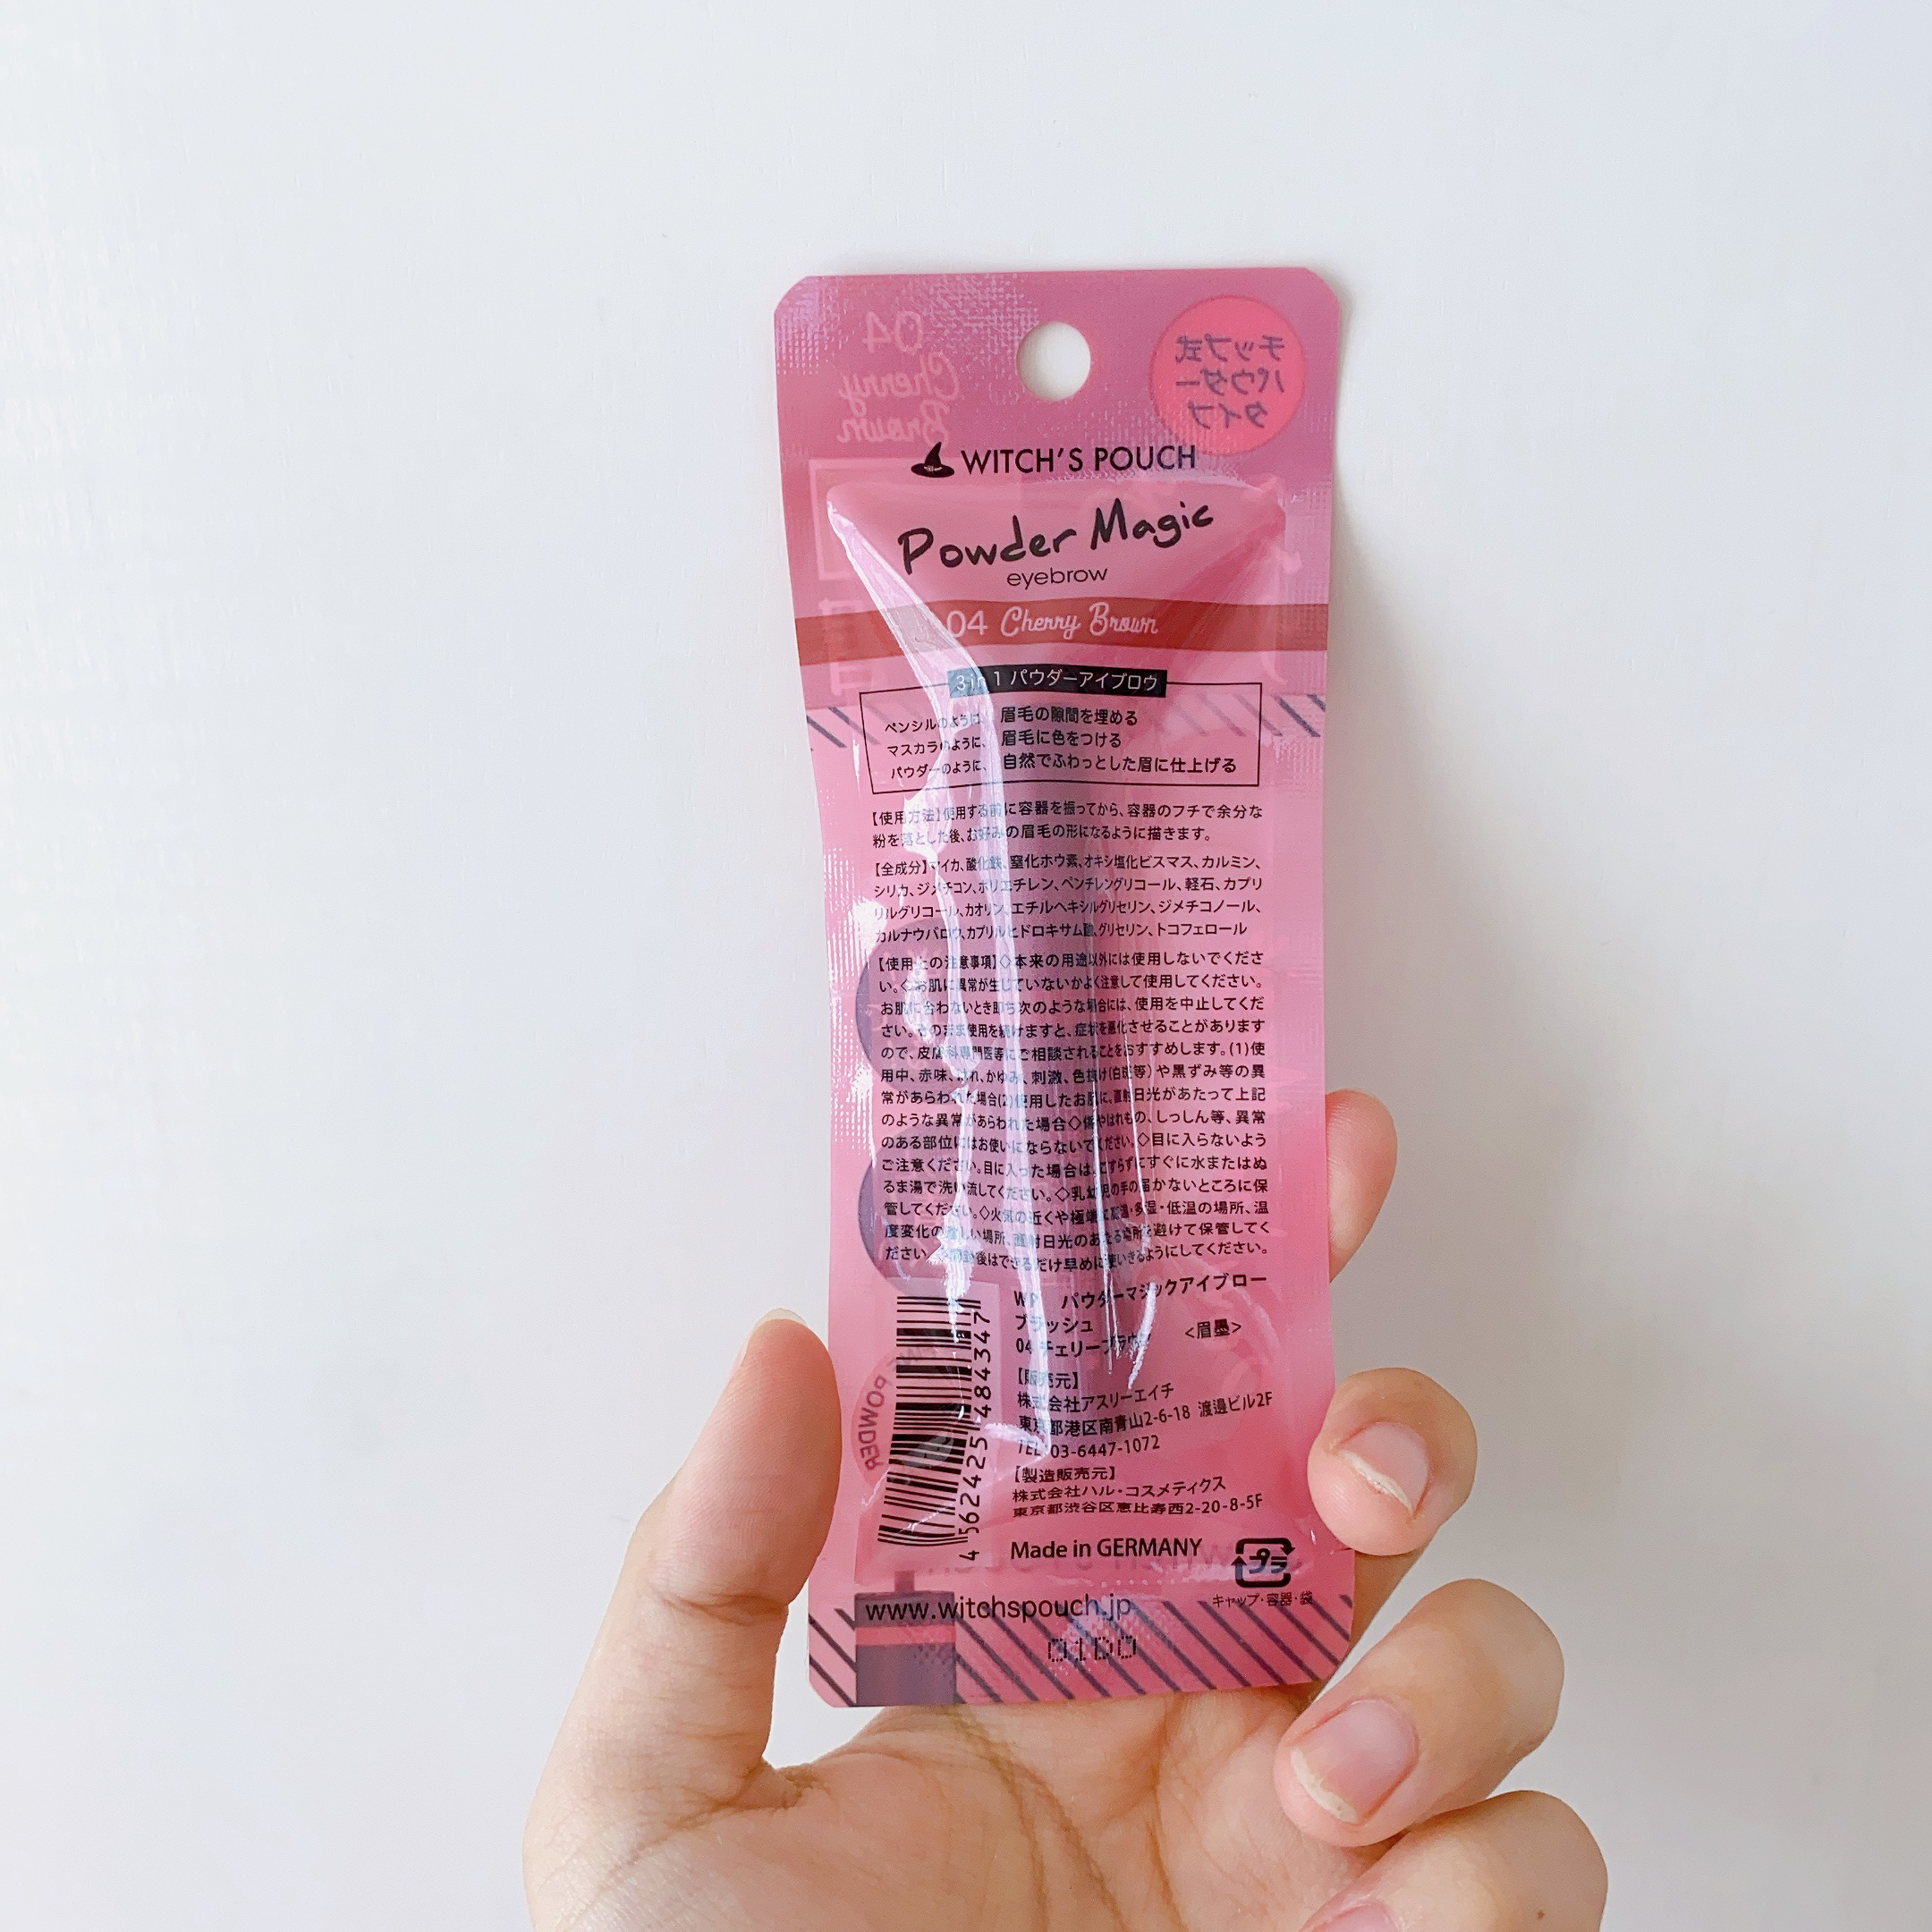 WITCH'S POUCH
Powder Magic
eyebrow
04 Cherry Brown
3in1 パウダーアイブロウ
ペンシルのように、眉毛の隙間を埋める
マスカラのように、眉毛に色をつける
パウダーのように、自然でふわっとした眉に仕上げる
【使用方法】使用する前に容器を振ってから、容器のフチで余分な
粉を落とした後、お好みの眉毛の形になるように描きます。
【全成分】マイカ、酸化鉄、窒化ホウ素、オキシ塩化ビスマス、カルミン、
シリカ、ジメチコン、ポリエチレン、ペンチレングリコール、軽石、カプリ
リルグリコール、カオリン、エチルヘキシルグリセリン、ジメチコノール、
カルナウバロウ、カプリルヒドロキサム酸、グリセリン、トコフェロール
【使用上の注意事項】◇本来の用途以外には使用しないでくださ
い。◇お肌に異常が生じていないかよく注意して使用してください。
お肌に合わないとき即ち次のような場合には、使用を中止してくだ
さい。そのまま使用を続けますと、症状を悪化させることがあります
ので、皮膚科専門医等にご相談されることをおすすめします。(1)使
用中、赤味、はれ、かゆみ、刺激、色抜け(白斑等)や黒ずみ等の異
常があらわれた場合(2)使用したお肌に、直射日光があたって上記
のような異常があらわれた場合◇傷やはれもの、しっしん等、異常
のある部位にはお使いにならないでください。◇目に入らないよう
ご注意ください。目に入った場合は、こすらずにすぐに水またはぬ
るま湯で洗い流してください。◇乳幼児の手の届かないところに保
管してください。◇火気の近くや極端に高温・多湿・低温の場所、温
度変化の激しい場所、直射日光のあたる場所を避けて保管してく
ださい。◇開封後はできるだけ早めに使いきるようにしてください。
WP パウダーマジックアイブロー
ブラッシュ
04 チェリーブラウン <眉墨>
【販売元】
株式会社アスリーエイチ
東京都港区南青山2-6-18 渡邉ビル2F
TEL 03-6447-1072
【製造販売元】
株式会社ハル・コスメティクス
東京都渋谷区恵比寿西2-20-8-5F
4 562425 484347
Made in GERMANY
プラ
キャップ・容器・袋
www.witchspouch.jp
01D0
04
Cherry
Brown
チップ式
パウダー
タイプ
POWDER